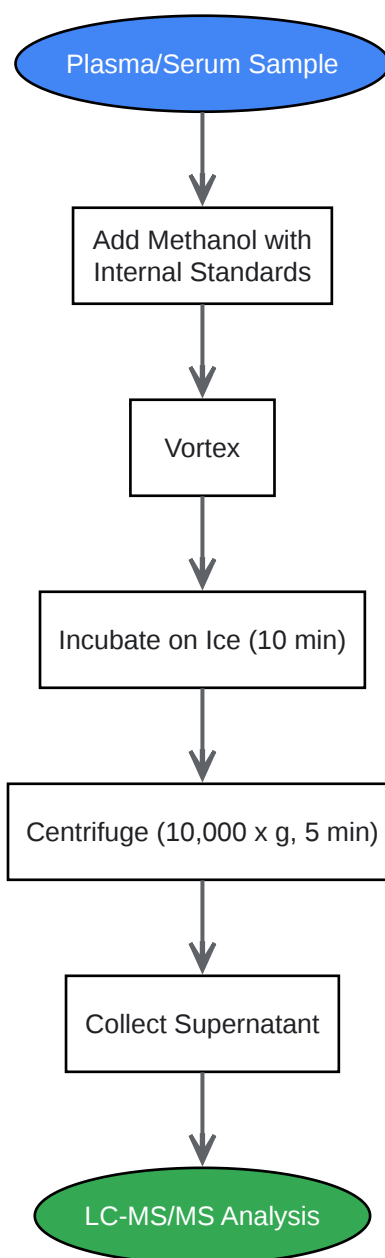 Plasma/Serum Sample
Add Methanol with
Internal Standards
Vortex
Incubate on Ice (10 min)
Centrifuge (10,000 x g, 5 min)
Collect Supernatant
LC-MS/MS Analysis